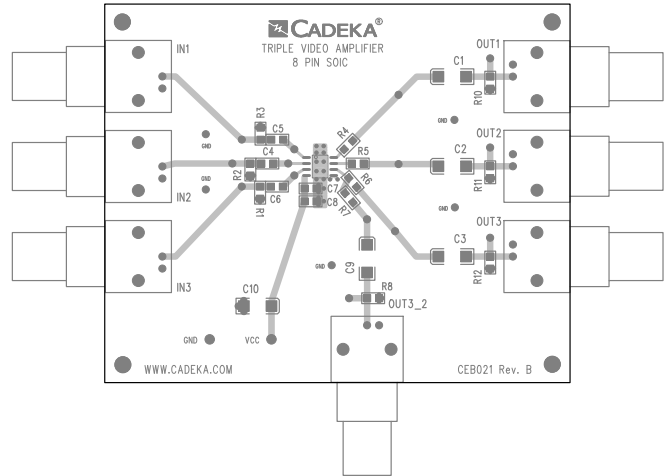 CADEKA®
TRIPLE VIDEO AMPLIFIER
8 PIN SOIC
IN1
OUT1
C1
R10
R3
C5
R4
GND
GND
IN2
C4
R2
R5
OUT2
C2
R11
GND
C6
R1
C7
C8
R6
R7
GND
IN3
OUT3
C3
R12
C9
GND
C10
R8
OUT3_2
GND
VCC
WWW.CADEKA.COM
CEB021 Rev. B